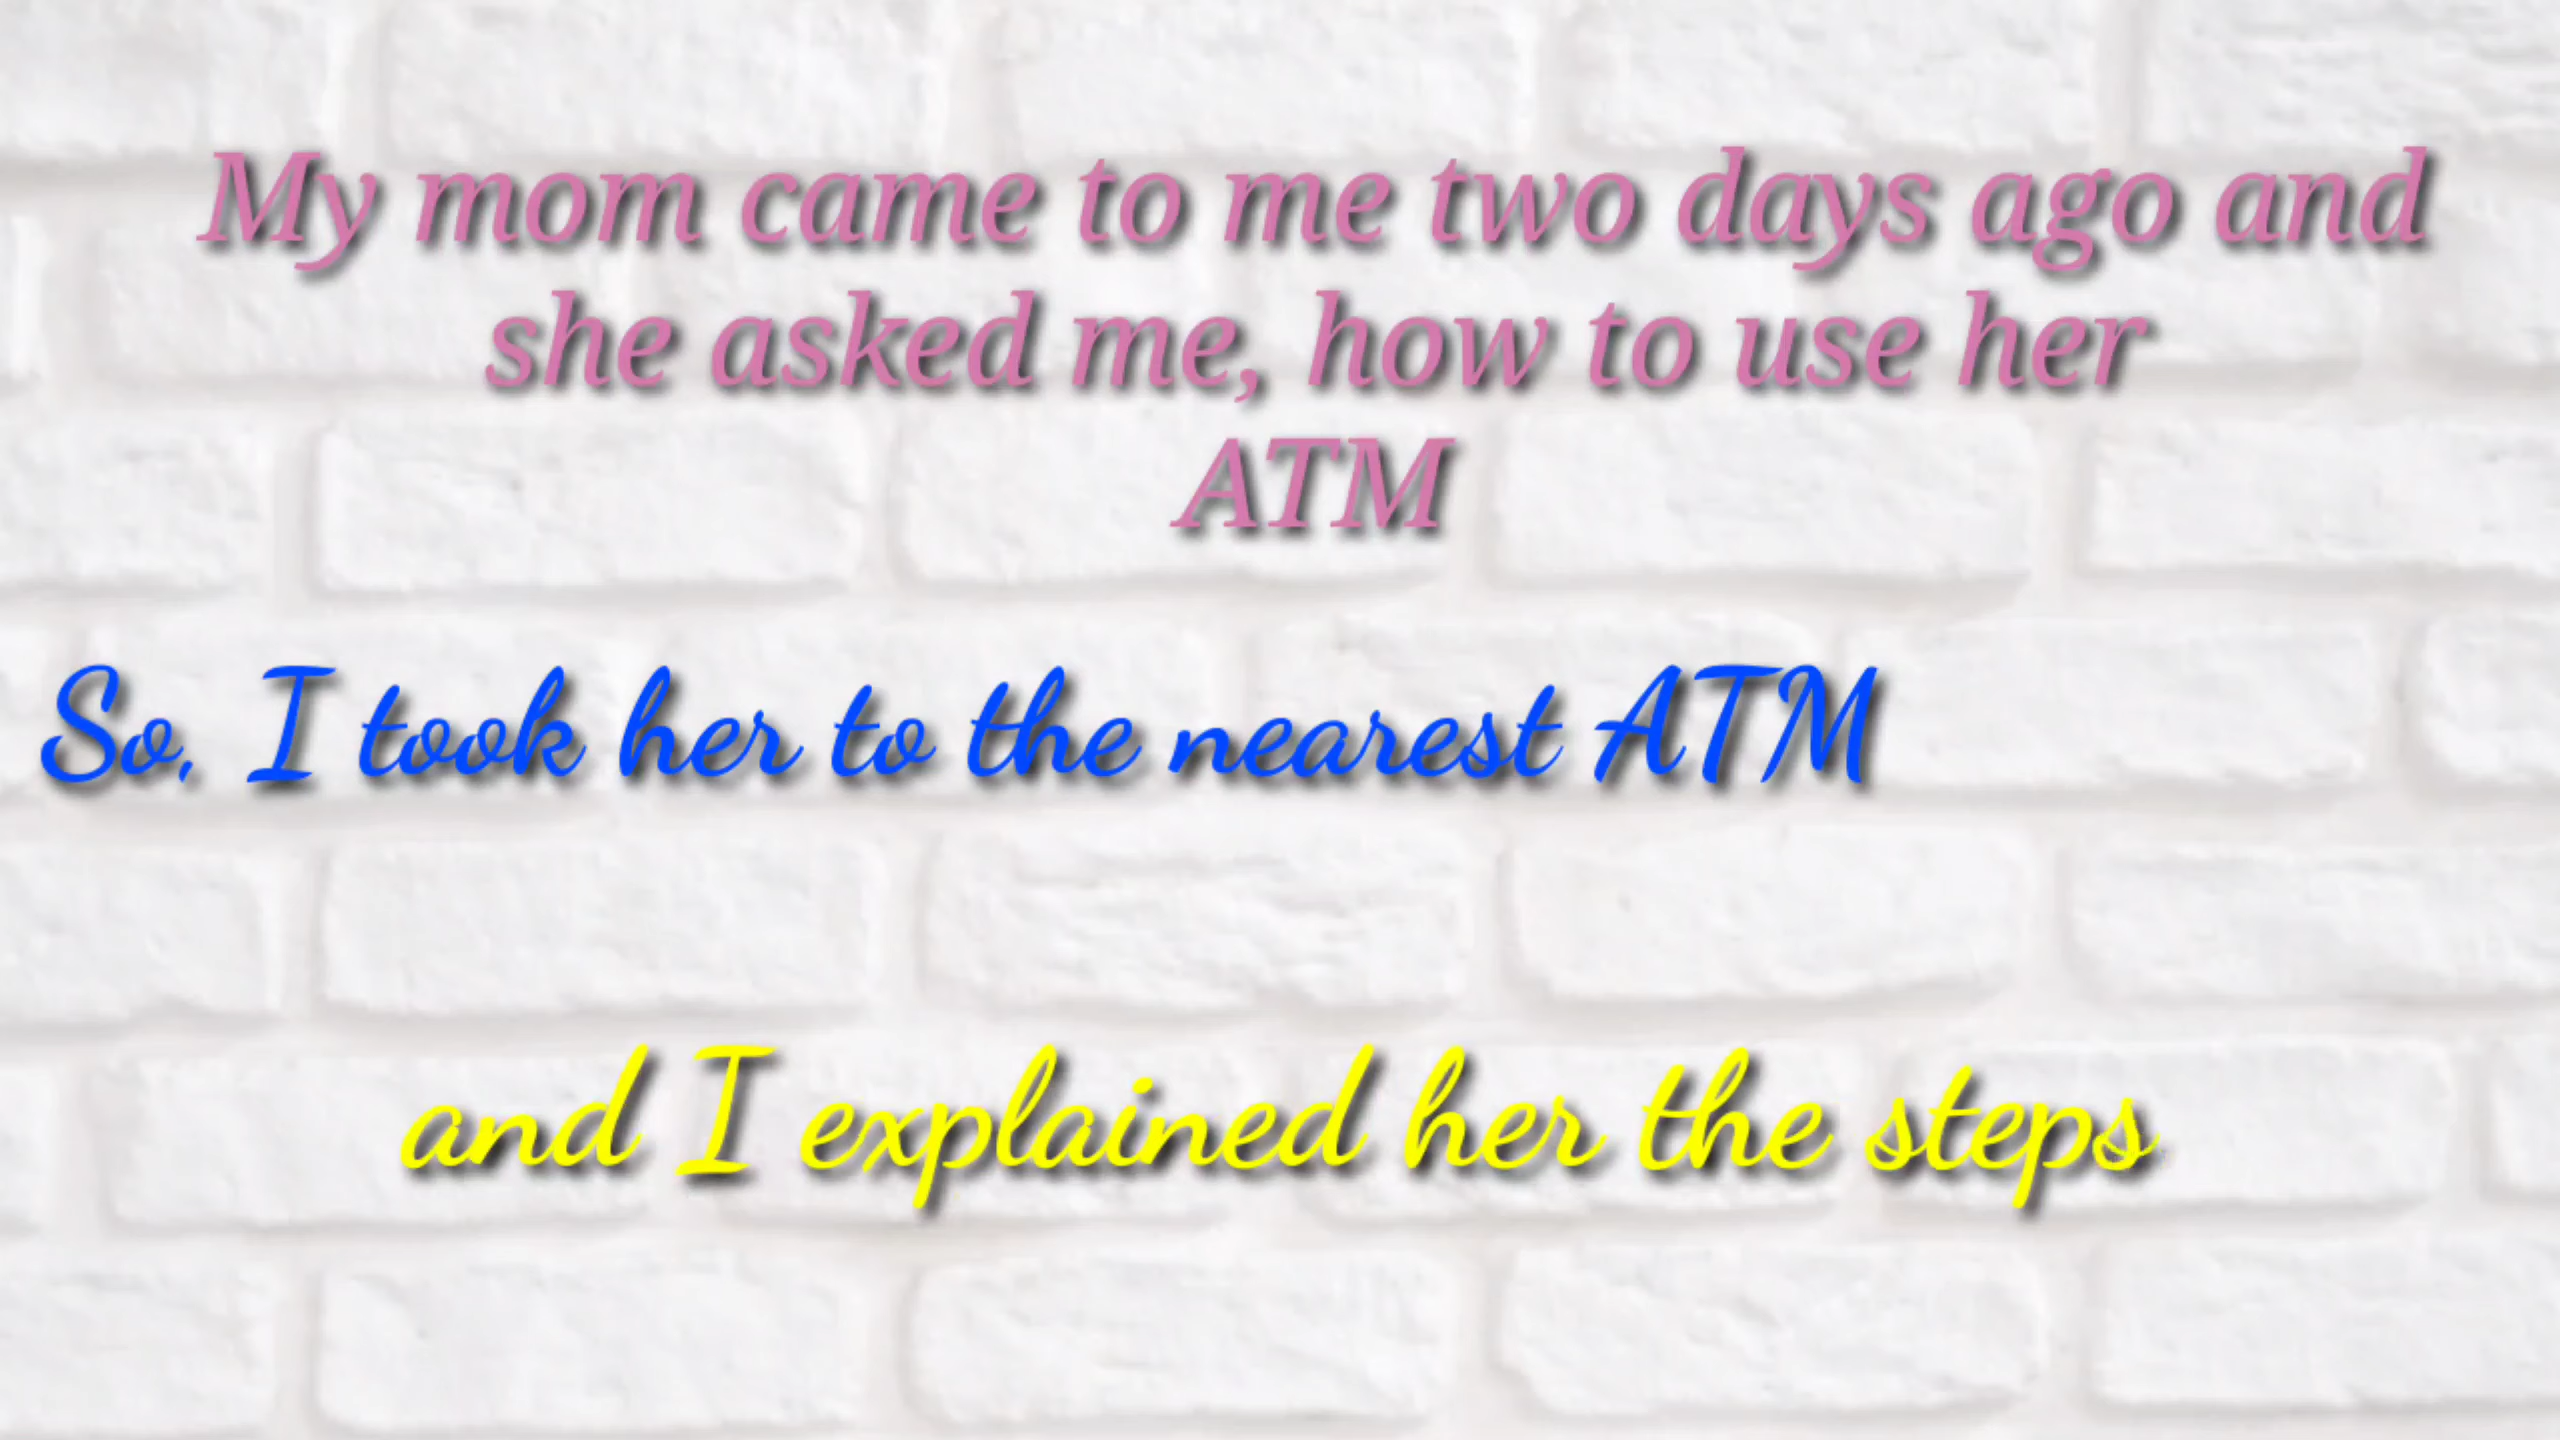 My mom came to me two days ago and
she asked me, how to use her
ATM
So, I took her to the nearest ATM
and I explained her the steps